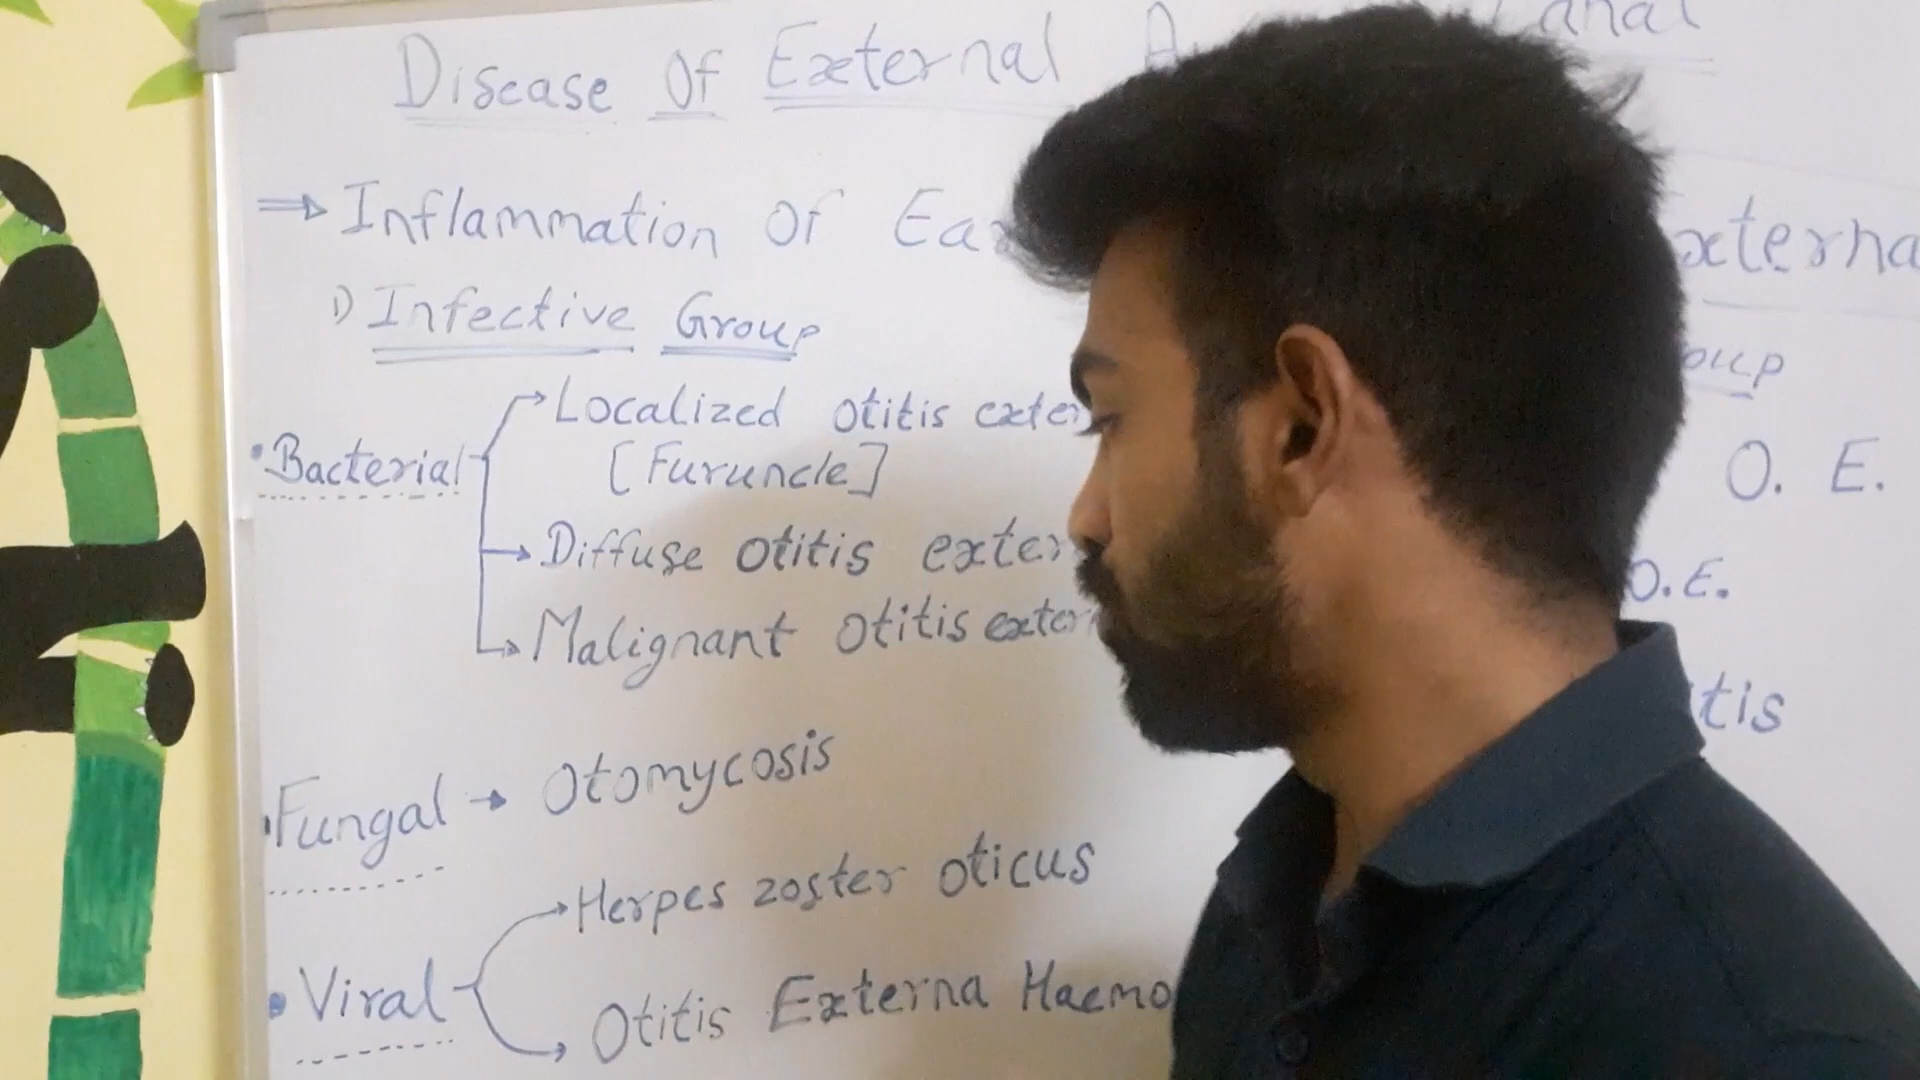 Disease Of External
Inflammation Of
1) Infective Group
Localized otitis
• Bacterial
[Furuncle]
O. E.
Diffuse otitis
O.E.
Malignant otitis
• Fungal → Otomycosis
Herpes zoster oticus
• Viral
Otitis Externa